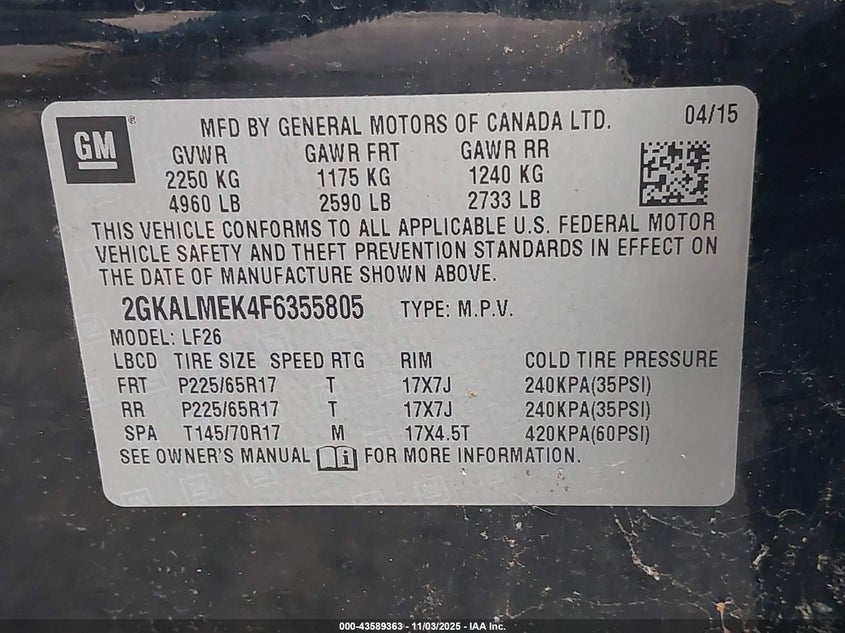 GM
®
MFD BY GENERAL MOTORS OF CANADA LTD. 04/15
GVWR GAWR FRT GAWR RR
2250 KG 1175 KG 1240 KG
4960 LB 2590 LB 2733 LB
THIS VEHICLE CONFORMS TO ALL APPLICABLE U.S. FEDERAL MOTOR
VEHICLE SAFETY AND THEFT PREVENTION STANDARDS IN EFFECT ON
THE DATE OF MANUFACTURE SHOWN ABOVE.
2GKALMEK4F6355805 TYPE: M.P.V.
MODEL: LF26
LBCD TIRE SIZE SPEED RTG RIM COLD TIRE PRESSURE
FRT P225/65R17 T 17X7J 240KPA(35PSI)
RR P225/65R17 T 17X7J 240KPA(35PSI)
SPA T145/70R17 M 17X4.5T 420KPA(60PSI)
SEE OWNER'S MANUAL FOR MORE INFORMATION.
000-43589363 - 11/03/2025 - IAA Inc.